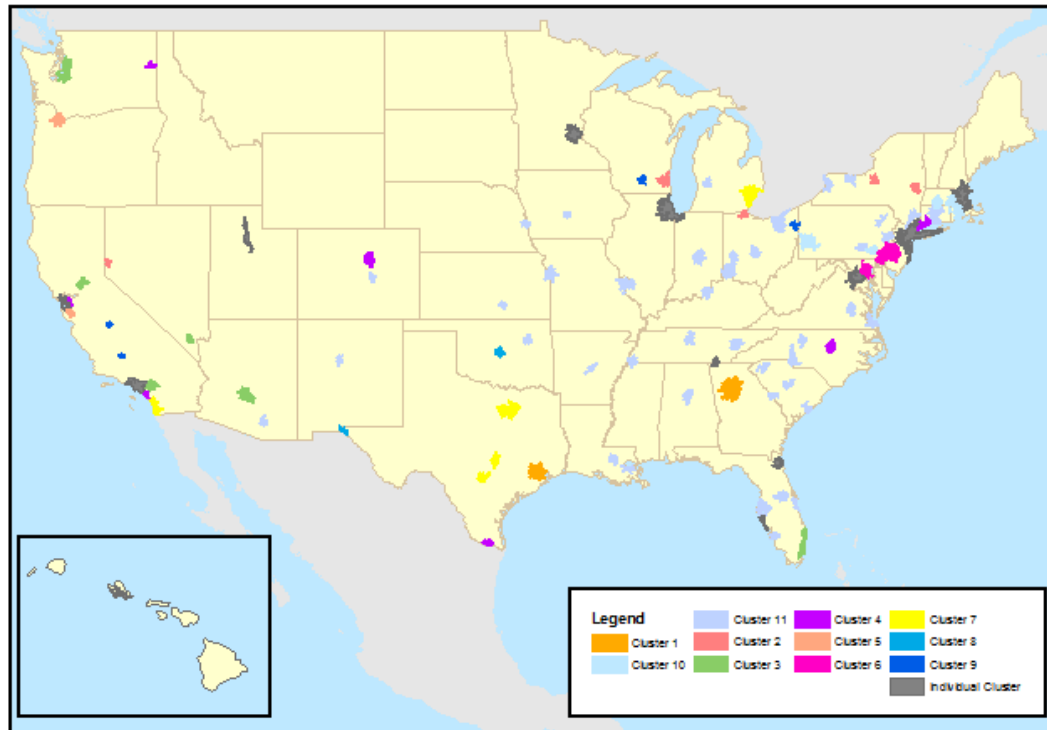 Legend
Cluster 1
Cluster 10
Cluster 11
Cluster 2
Cluster 3
Cluster 4
Cluster 5
Cluster 6
Cluster 7
Cluster 8
Cluster 9
Individual Cluster